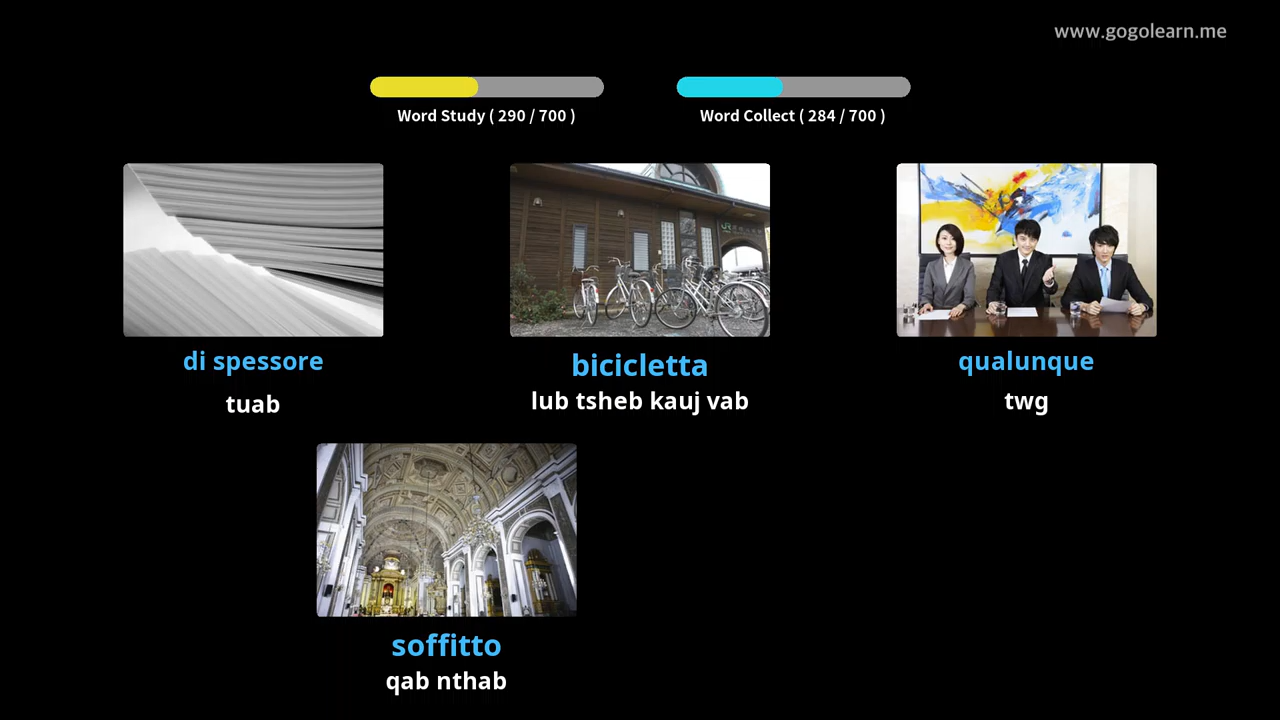 www.gogolearn.me
Word Study ( 290 / 700 )
Word Collect ( 284 / 700 )
di spessore
tuab
bicicletta
lub tsheb kauj vab
qualunque
twg
soffitto
qab nthab